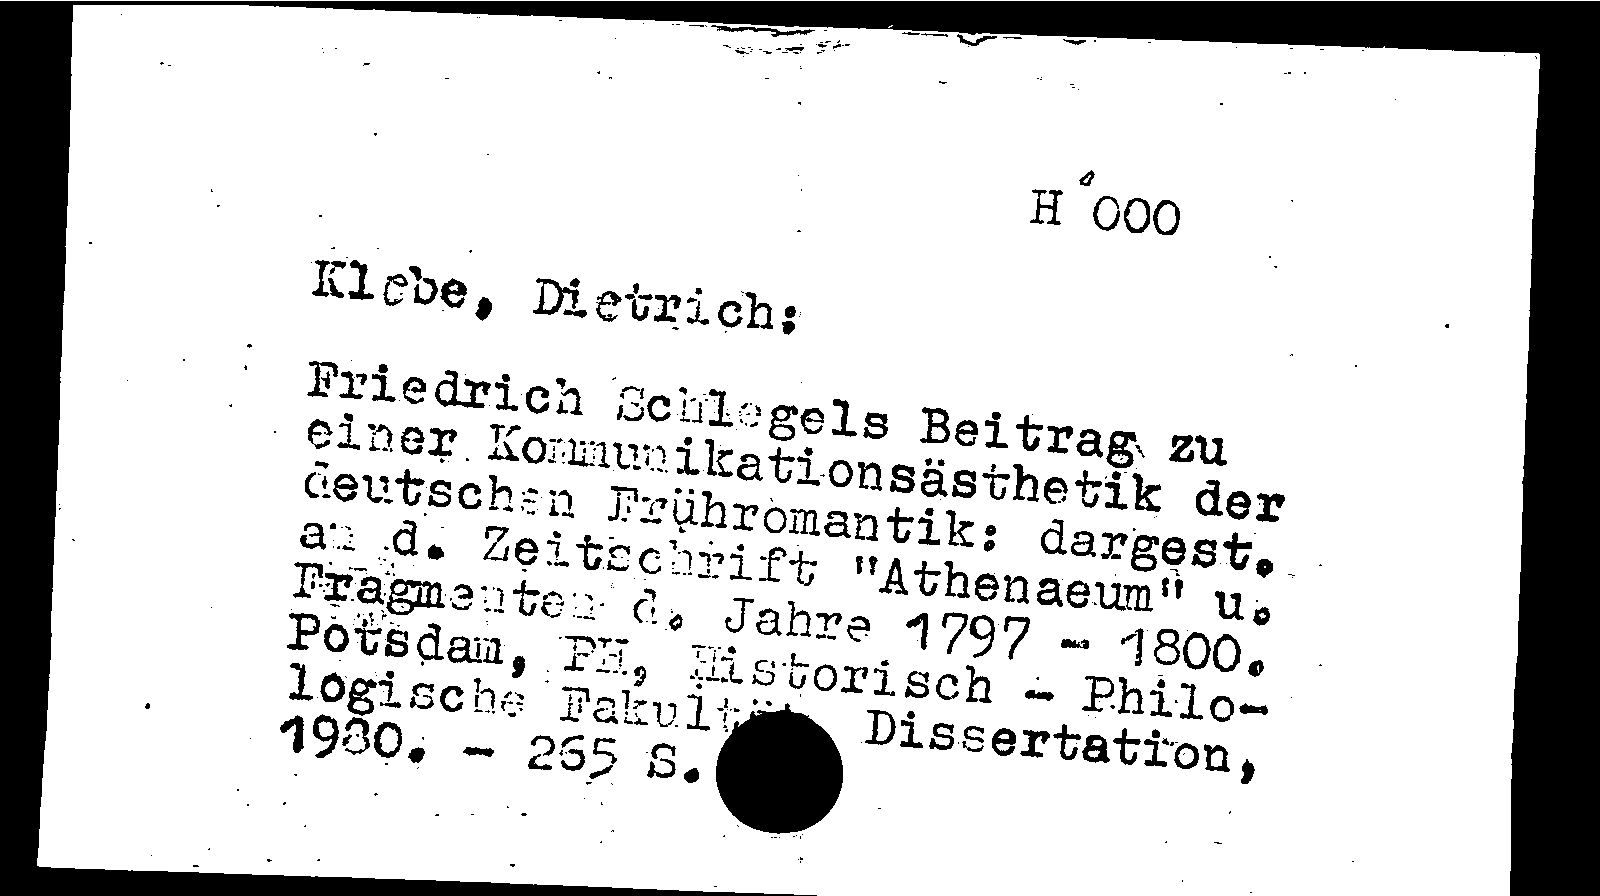 H 000
Klebe, Dietrich:
Friedrich Schlegels Beitrag zu
einer Kommunikationsästhetik der
deutschen Frühromantik: dargest.
an d. Zeitschrift "Athenaeum" u.
Fragmenten d. Jahre 1797 - 1800.
Potsdam, PH, Historisch - Philo-
logische Fakultät, Dissertation,
1980. - 265 S.